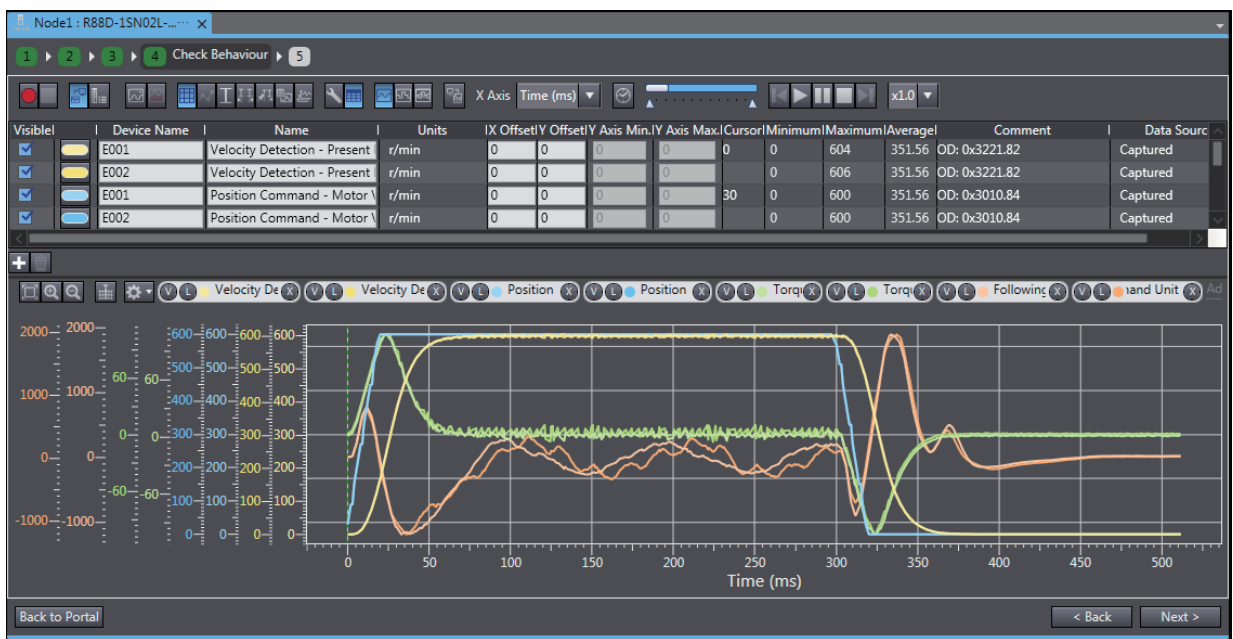 Node1 : R88D-1SN02L-...··· X
1 2 3 4 Check Behaviour 5
X Axis Time (ms) x1.0
Visible Device Name Name Units X Offset Y Offset Y Axis Min. Y Axis Max. Cursor Minimum Maximum Average Comment Data Sourc
E001 Velocity Detection - Present r/min 0 0 0 0 0 0 604 351.56 OD: 0x3221.82 Captured
E002 Velocity Detection - Present r/min 0 0 0 0 0 606 351.56 OD: 0x3221.82 Captured
E001 Position Command - Motor V r/min 0 0 0 0 30 0 600 351.56 OD: 0x3010.84 Captured
E002 Position Command - Motor V r/min 0 0 0 0 0 600 351.56 OD: 0x3010.84 Captured
V L Velocity De X V L Velocity De X V L Position X V L Position X V L Torqu X V L Torqu X V L Following X V L nand Unit X Ad
2000 2000 600 600 600 600
500 500 500 500
60 60
1000 1000 400 400 400 400
0 0 300 300 300 300
0 0 200 200 200 200
-60 -60 100 100 100 100
-1000 -1000 0 0 0 0
0 50 100 150 200 250 300 350 400 450 500
Time (ms)
Back to Portal < Back Next >